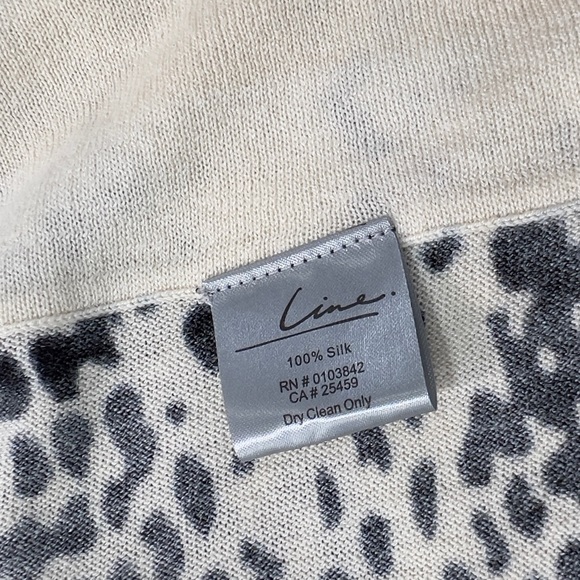 Line.
100% Silk
RN # 0103842
CA # 25459
Dry Clean Only